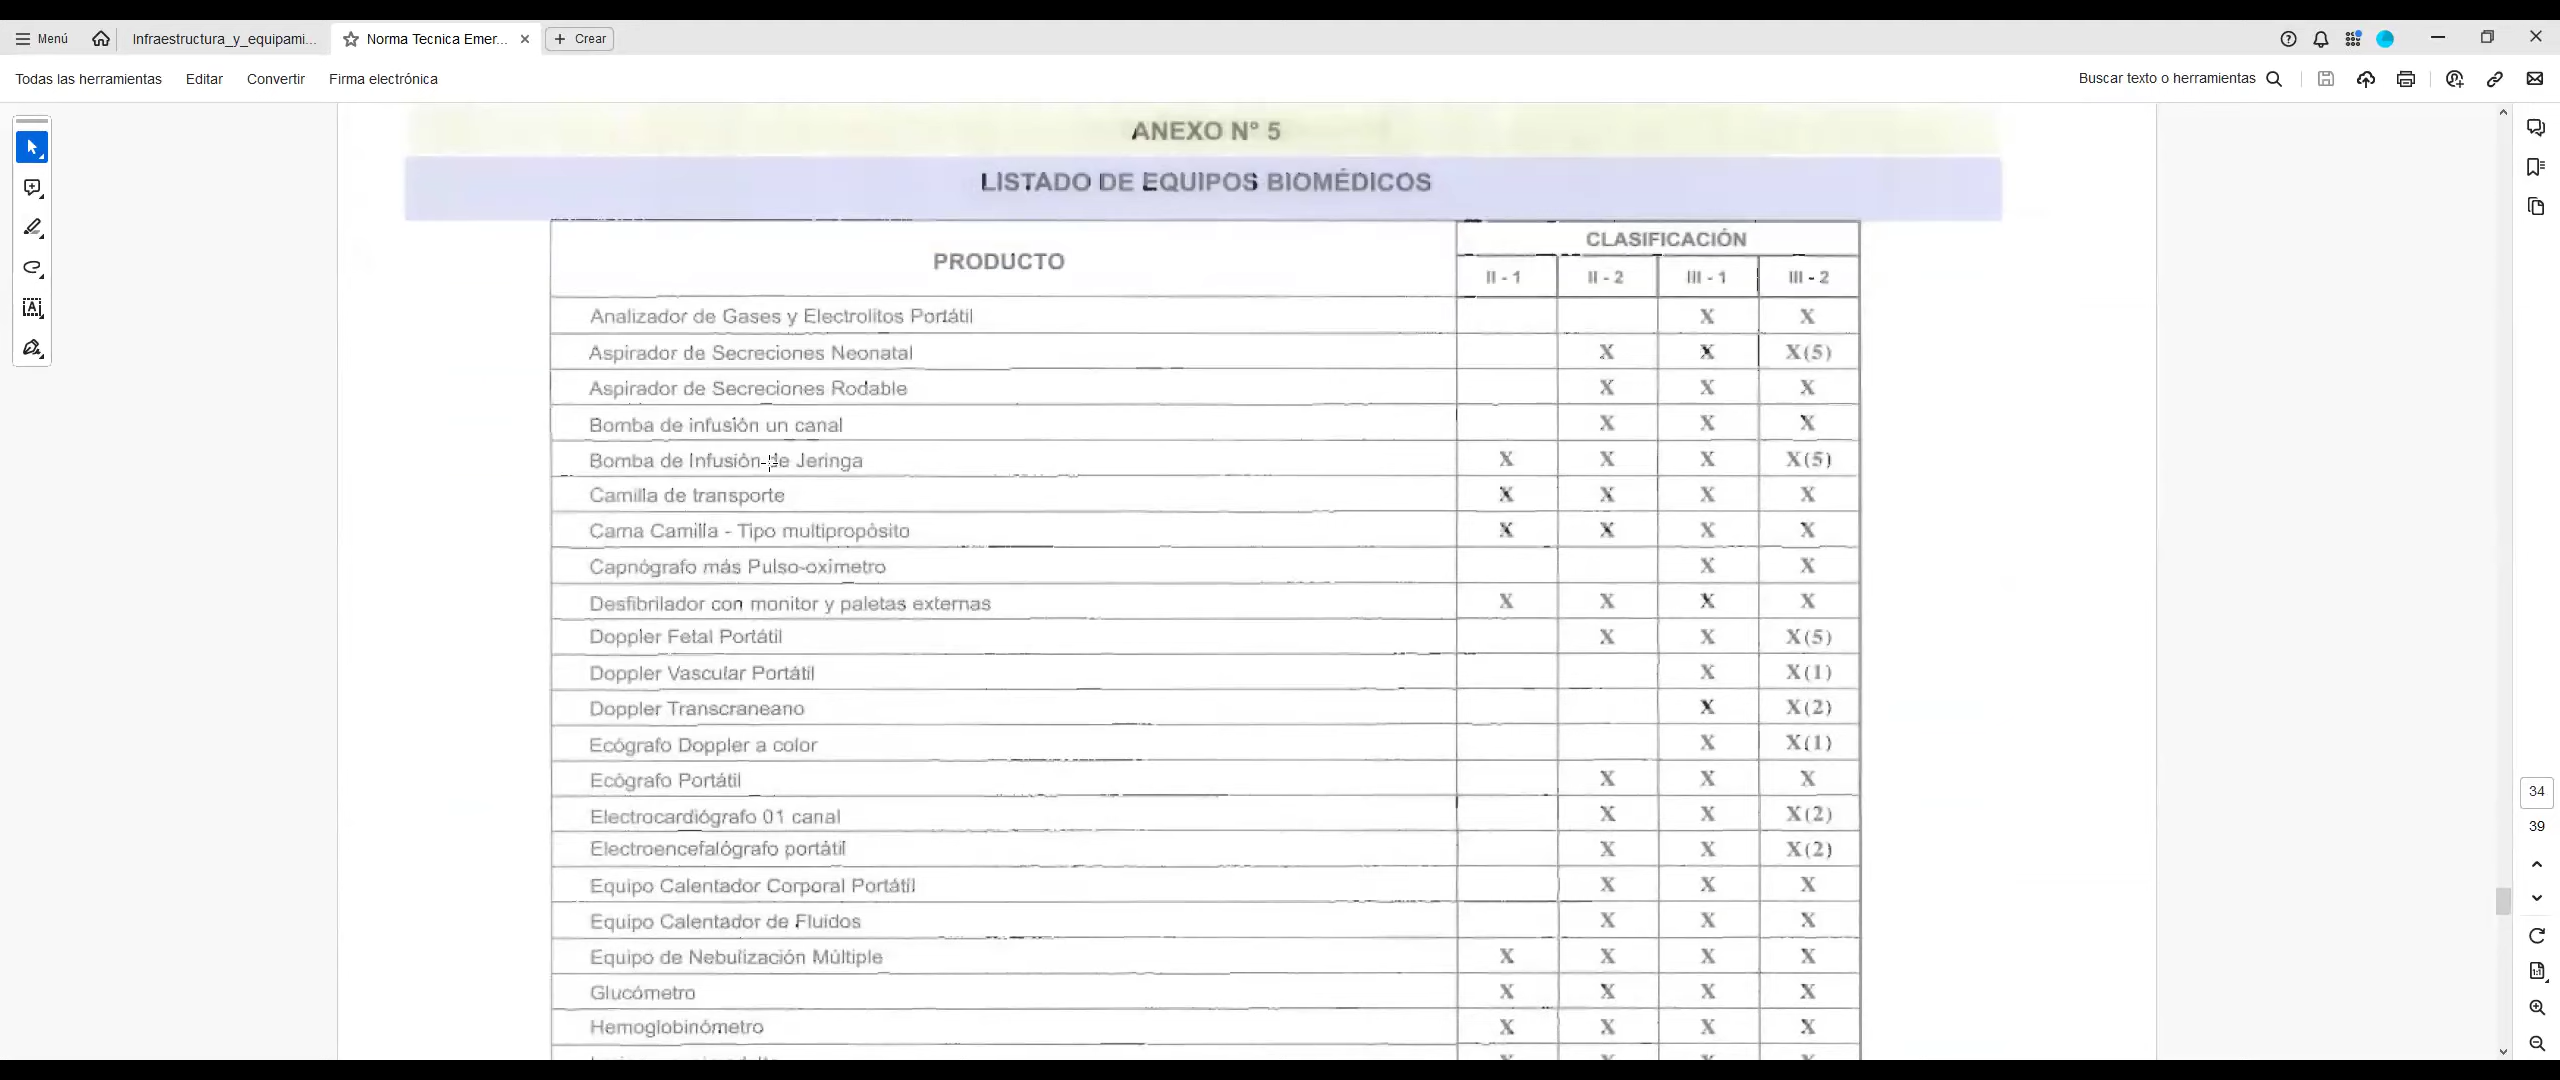 Menú Infraestructura_y_equipami... Norma Tecnica Emer... Crear
Todas las herramientas Editar Convertir Firma electrónica Buscar texto o herramientas
ANEXO N° 5
LISTADO DE EQUIPOS BIOMÉDICOS
PRODUCTO CLASIFICACIÓN
II - 1 II - 2 III - 1 III - 2
Analizador de Gases y Electrolitos Portátil X X
Aspirador de Secreciones Neonatal X X X(5)
Aspirador de Secreciones Rodable X X X
Bomba de infusión un canal X X X
Bomba de Infusión de Jeringa X X X X(5)
Camilla de transporte X X X X
Cama Camilla - Tipo multipropósito X X X X
Capnógrafo más Pulso-oxímetro X X
Desfibrilador con monitor y paletas externas X X X X
Doppler Fetal Portátil X X X(5)
Doppler Vascular Portátil X X(1)
Doppler Transcraneano X X(2)
Ecógrafo Doppler a color X X(1)
Ecógrafo Portátil X X X
Electrocardiógrafo 01 canal X X X(2)
Electroencefalógrafo portátil X X X(2)
Equipo Calentador Corporal Portátil X X X
Equipo Calentador de Fluidos X X X
Equipo de Nebulización Múltiple X X X X
Glucómetro X X X X
Hemoglobinómetro X X X X
34
39